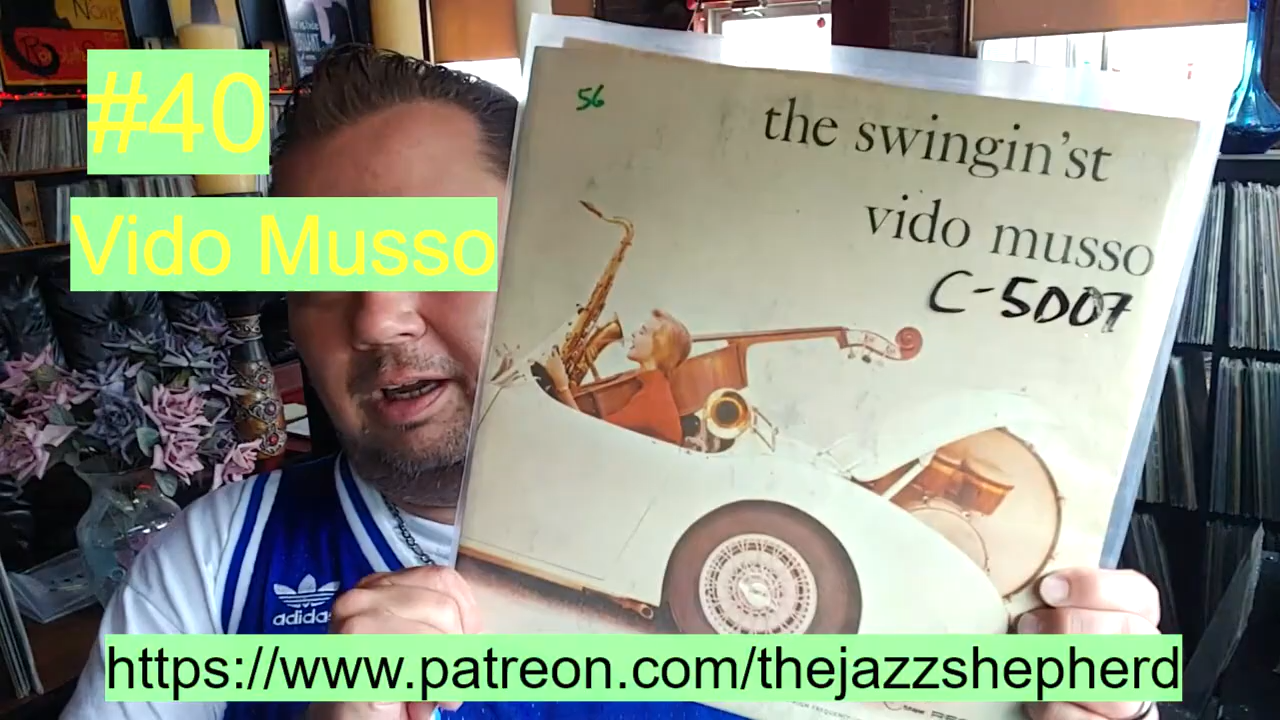 #40
Vido Musso
56
the swingin'st
vido musso
C-5007
adidas
https://www.patreon.com/thejazzshepherd